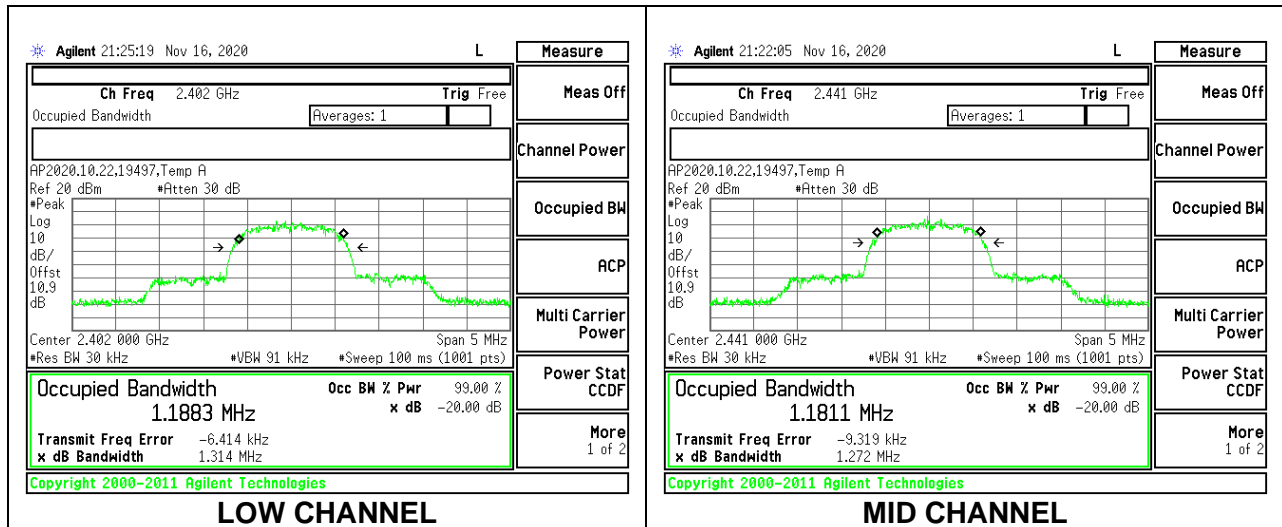 Agilent 21:25:19 Nov 16, 2020 L
Measure
Ch Freq 2.402 GHz Trig Free
Occupied Bandwidth Averages: 1
AP2020.10.22,19497,Temp A
Ref 20 dBm #Atten 30 dB
#Peak
Log
10
dB/
Offst
10.9
dB
Center 2.402 000 GHz Span 5 MHz
#Res BW 30 kHz #VBW 91 kHz #Sweep 100 ms (1001 pts)
Occupied Bandwidth Occ BW % Pwr 99.00 %
1.1883 MHz x dB -20.00 dB
Transmit Freq Error -6.414 kHz
x dB Bandwidth 1.314 MHz
Copyright 2000-2011 Agilent Technologies
Meas Off
Channel Power
Occupied BW
ACP
Multi Carrier
Power
Power Stat
CCDF
More
1 of 2
LOW CHANNEL
Agilent 21:22:05 Nov 16, 2020 L
Measure
Ch Freq 2.441 GHz Trig Free
Occupied Bandwidth Averages: 1
AP2020.10.22,19497,Temp A
Ref 20 dBm #Atten 30 dB
#Peak
Log
10
dB/
Offst
10.9
dB
Center 2.441 000 GHz Span 5 MHz
#Res BW 30 kHz #VBW 91 kHz #Sweep 100 ms (1001 pts)
Occupied Bandwidth Occ BW % Pwr 99.00 %
1.1811 MHz x dB -20.00 dB
Transmit Freq Error -9.319 kHz
x dB Bandwidth 1.272 MHz
Copyright 2000-2011 Agilent Technologies
Meas Off
Channel Power
Occupied BW
ACP
Multi Carrier
Power
Power Stat
CCDF
More
1 of 2
MID CHANNEL